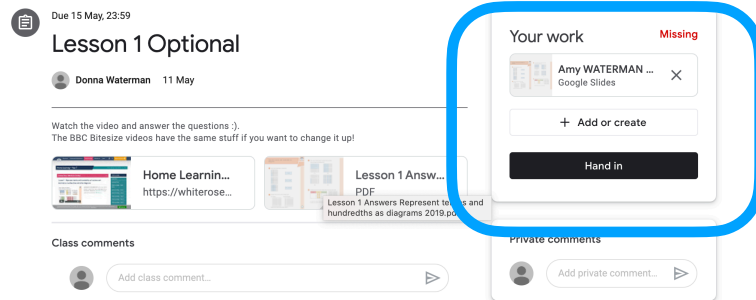 Due 15 May, 23:59
Lesson 1 Optional
Donna Waterman 11 May
Watch the video and answer the questions :).
The BBC Bitesize videos have the same stuff if you want to change it up!
Home Learnin...
https://whiterose...
Lesson 1 Answ...
PDF
Lesson 1 Answers Represent tenths and
hundredths as diagrams 2019.pdf
Class comments
Add class comment...
Your work Missing
Amy WATERMAN ...
Google Slides
+ Add or create
Hand in
Private comments
Add private comment...